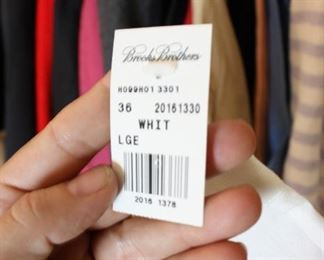 Brooks Brothers
H099H013301
36 20161330
WHIT
LGE
2016 1378